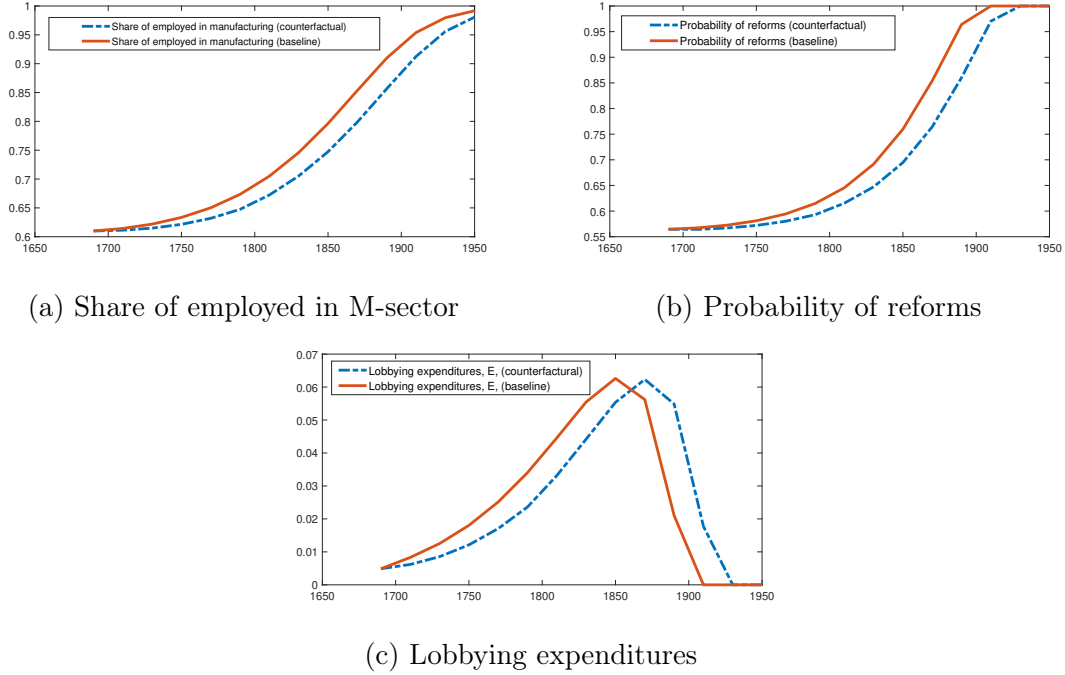 Share of employed in manufacturing (counterfactual)
Share of employed in manufacturing (baseline)
1
0.95
0.9
0.85
0.8
0.75
0.7
0.65
0.6
1650 1700 1750 1800 1850 1900 1950
(a) Share of employed in M-sector
Probability of reforms (counterfactual)
Probability of reforms (baseline)
1
0.95
0.9
0.85
0.8
0.75
0.7
0.65
0.6
0.55
1650 1700 1750 1800 1850 1900 1950
(b) Probability of reforms
Lobbying expenditures, E, (counterfactural)
Lobbying expenditures, E, (baseline)
0.07
0.06
0.05
0.04
0.03
0.02
0.01
0
1650 1700 1750 1800 1850 1900 1950
(c) Lobbying expenditures